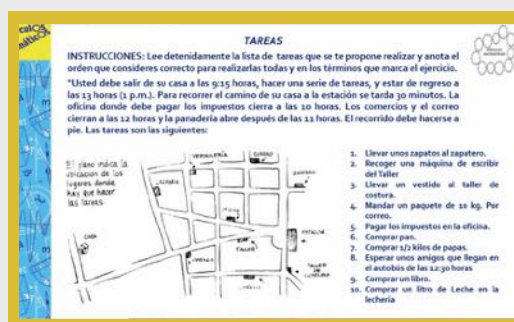 TAREAS
INSTRUCCIONES: Lee detenidamente la lista de tareas que se te propone realizar y anota el
orden que consideres correcto para realizarlas todas y en los términos que marca el ejercicio.
"Usted debe salir de su casa a las 9:15 horas, hacer una serie de tareas, y estar de regreso a
las 13 horas (1 p.m.). Para recorrer el camino de su casa a la estación se tarda 30 minutos. La
oficina donde debe pagar los impuestos cierra a las 10 horas. Los comercios y el correo
cierran a las 12 horas y la panadería abre después de las 11 horas. El recorrido debe hacerse a
pie. Las tareas son las siguientes:
El plano indica la
ubicación de los
lugares donde
hay que hacer
las tareas
CASA
TALLER
TALLER
DE
1. Llevar unos zapatos al zapatero.
2. Recoger una máquina de escribir
del Taller
3. Llevar un vestido al taller de
costura.
4. Mandar un paquete de 10 kg. Por
correo.
5. Pagar los impuestos en la oficina.
6. Comprar pan.
7. Comprar 1/2 kilos de papas.
8. Esperar unos amigos que llegan en
el autobús de las 12:30 horas
9. Comprar un libro.
10. Comprar un litro de Leche en la
lechería